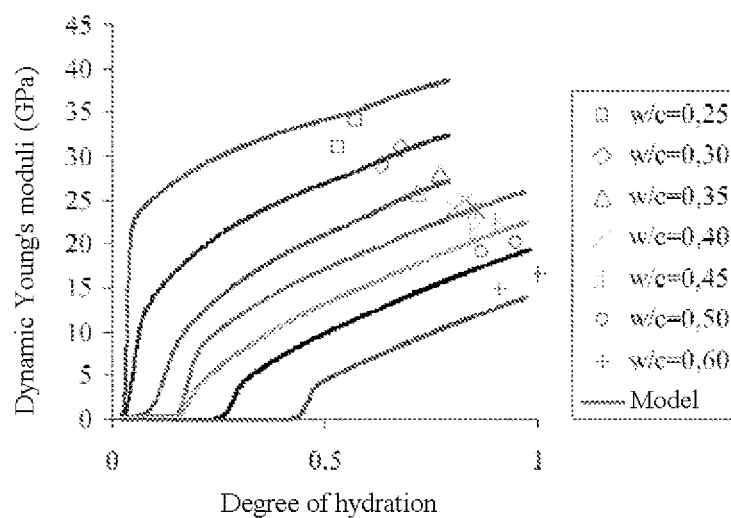 45
40
35
30
25
20
15
10
5
0
Dynamic Young's moduli (GPa)
0 0.5 1
Degree of hydration
w/c=0,25
w/c=0,30
w/c=0,35
w/c=0,40
w/c=0,45
w/c=0,50
w/c=0,60
Model